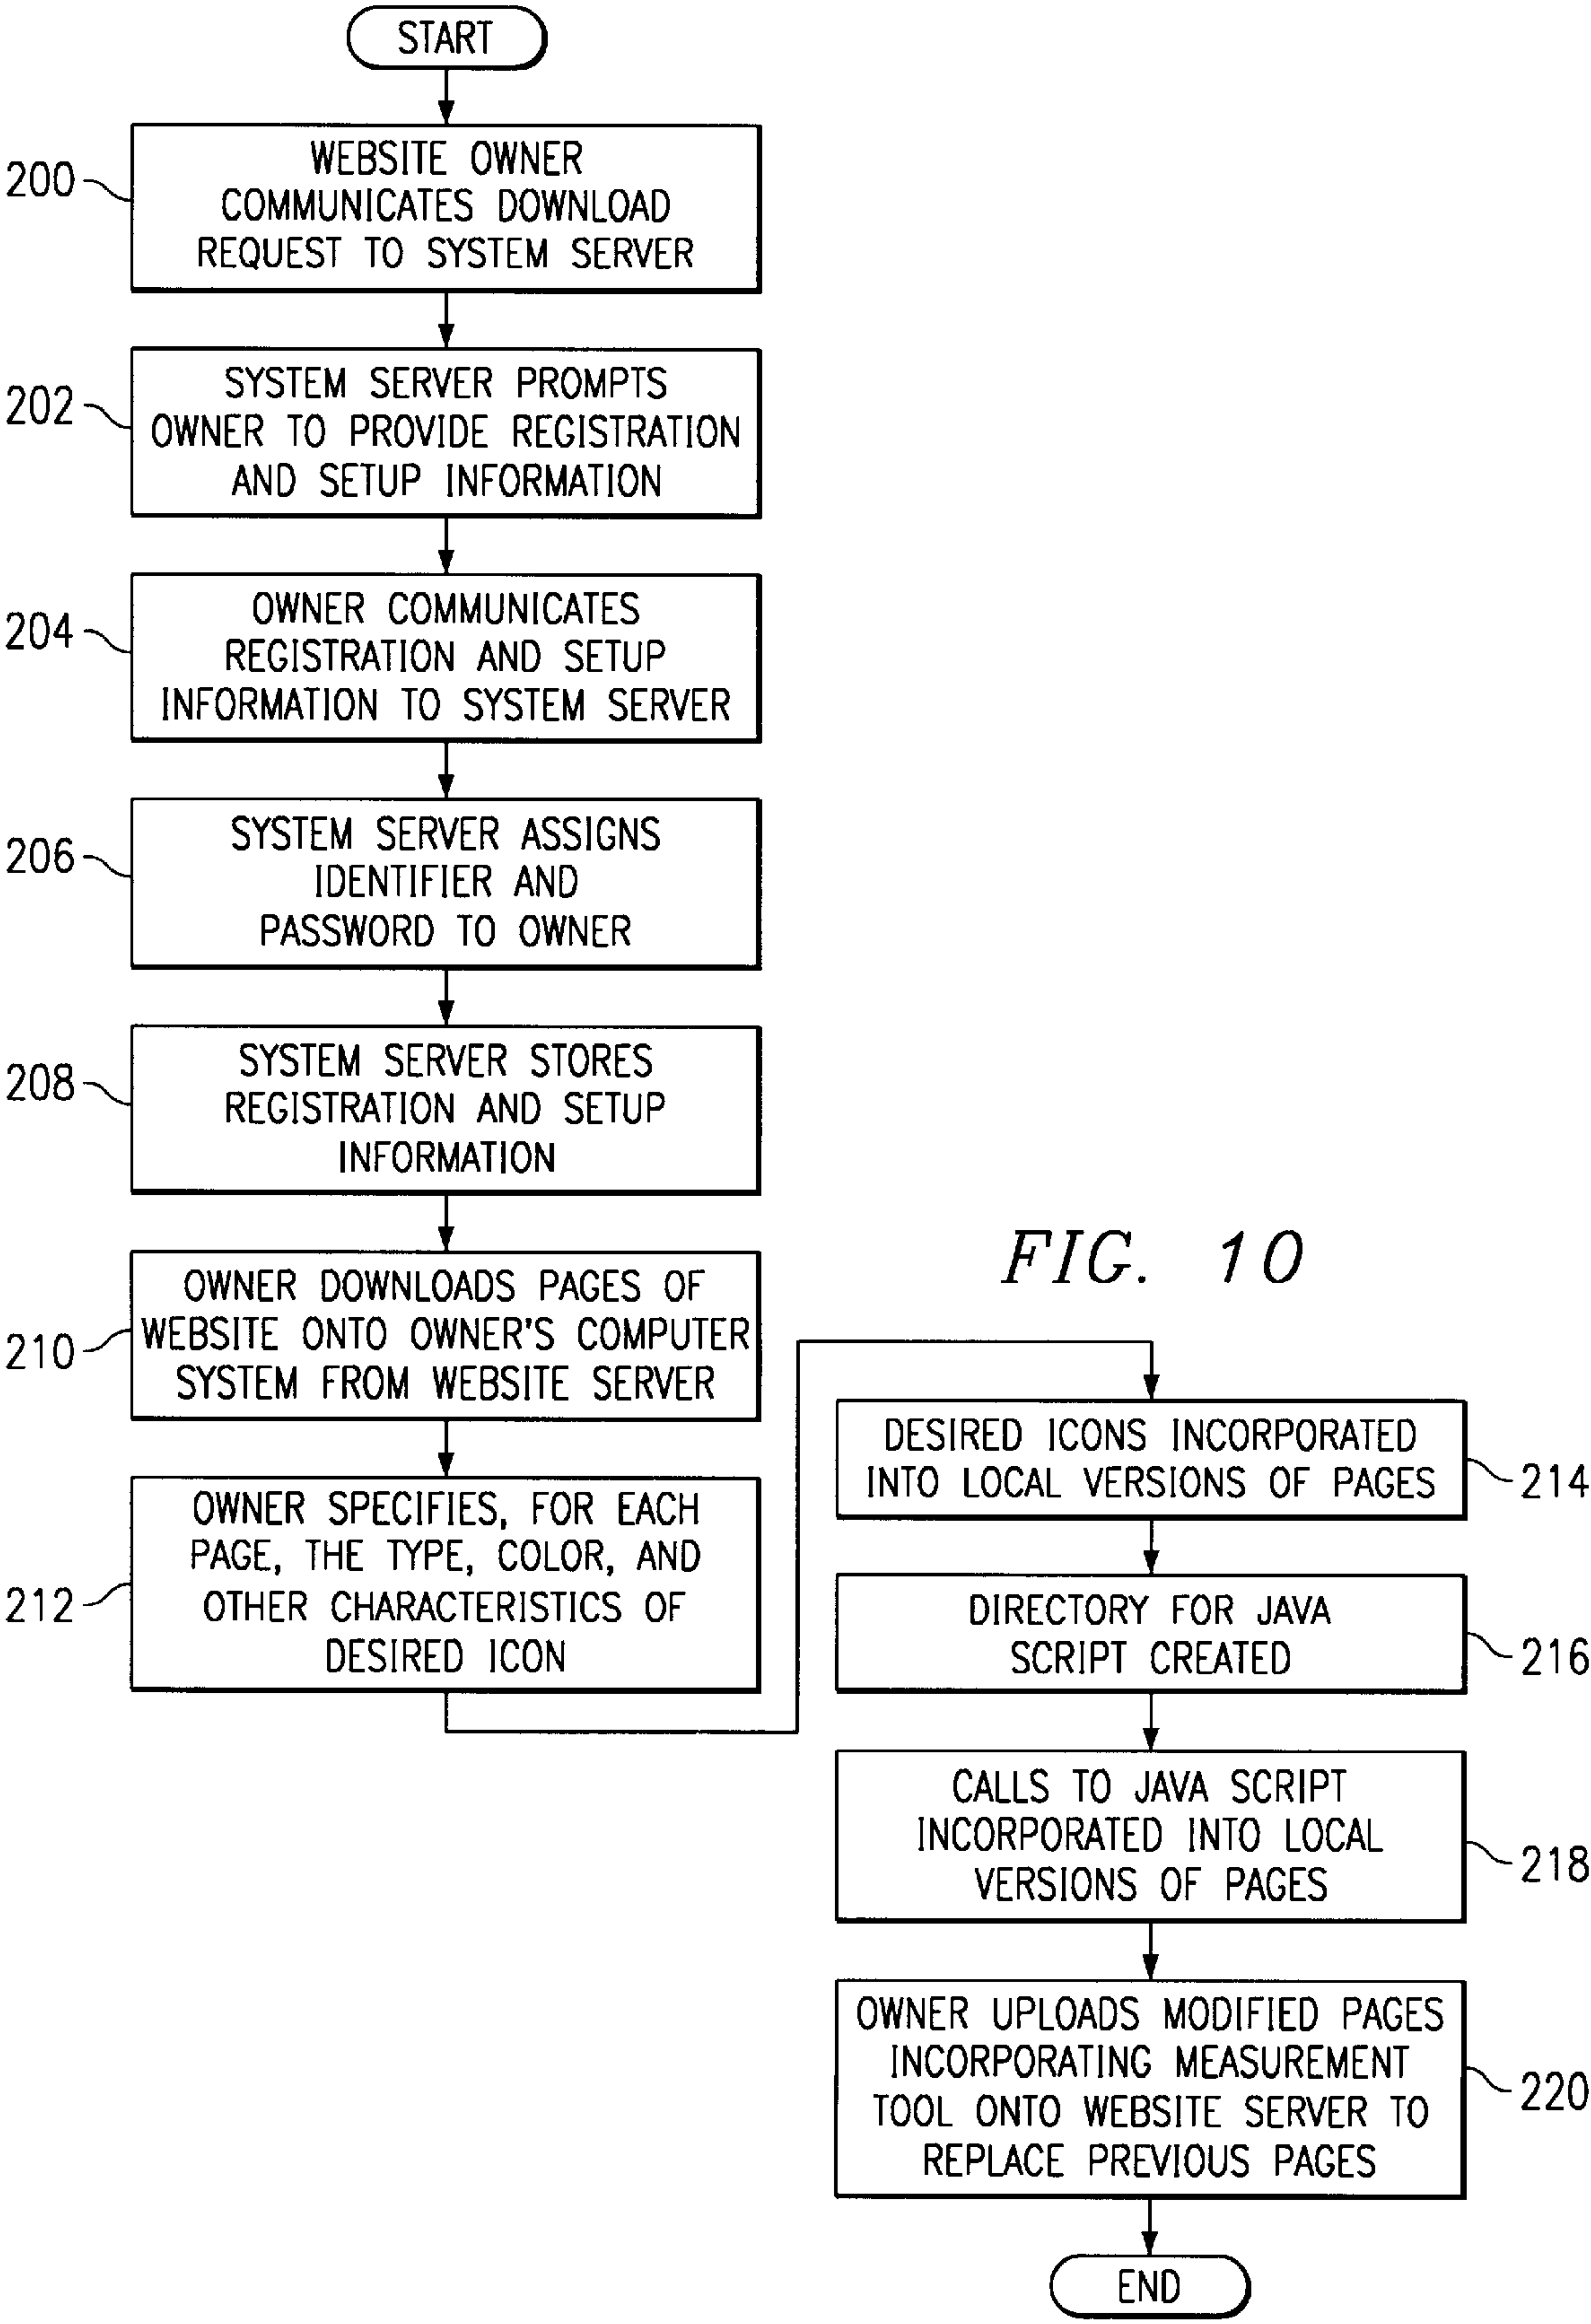 START
200
WEBSITE OWNER
COMMUNICATES DOWNLOAD
REQUEST TO SYSTEM SERVER
202
SYSTEM SERVER PROMPTS
OWNER TO PROVIDE REGISTRATION
AND SETUP INFORMATION
204
OWNER COMMUNICATES
REGISTRATION AND SETUP
INFORMATION TO SYSTEM SERVER
206
SYSTEM SERVER ASSIGNS
IDENTIFIER AND
PASSWORD TO OWNER
208
SYSTEM SERVER STORES
REGISTRATION AND SETUP
INFORMATION
210
OWNER DOWNLOADS PAGES OF
WEBSITE ONTO OWNER'S COMPUTER
SYSTEM FROM WEBSITE SERVER
212
OWNER SPECIFIES, FOR EACH
PAGE, THE TYPE, COLOR, AND
OTHER CHARACTERISTICS OF
DESIRED ICON
FIG. 10
DESIRED ICONS INCORPORATED
INTO LOCAL VERSIONS OF PAGES
214
DIRECTORY FOR JAVA
SCRIPT CREATED
216
CALLS TO JAVA SCRIPT
INCORPORATED INTO LOCAL
VERSIONS OF PAGES
218
OWNER UPLOADS MODIFIED PAGES
INCORPORATING MEASUREMENT
TOOL ONTO WEBSITE SERVER TO
REPLACE PREVIOUS PAGES
220
END